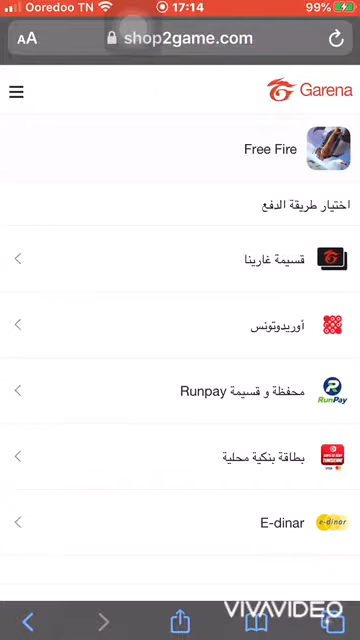 Ooredoo TN 17:14 99%
AA shop2game.com
Garena
Free Fire
اختيار طريقة الدفع
قسيمة غارينا
أوريدوتونس
محفظة و قسيمة Runpay
RunPay
بطاقة بنكية محلية
E-dinar
e-dinar
VIVAVIDEO